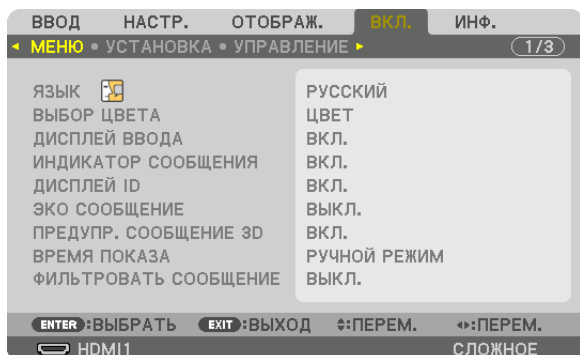 ВВОД НАСТР. ОТОБРАЖ. ВКЛ. ИНФ.
МЕНЮ • УСТАНОВКА • УПРАВЛЕНИЕ 1/3
ЯЗЫК РУССКИЙ
ВЫБОР ЦВЕТА ЦВЕТ
ДИСПЛЕЙ ВВОДА ВКЛ.
ИНДИКАТОР СООБЩЕНИЯ ВКЛ.
ДИСПЛЕЙ ID ВКЛ.
ЭКО СООБЩЕНИЕ ВЫКЛ.
ПРЕДУПР. СООБЩЕНИЕ 3D ВКЛ.
ВРЕМЯ ПОКАЗА РУЧНОЙ РЕЖИМ
ФИЛЬТРОВАТЬ СООБЩЕНИЕ ВЫКЛ.
ENTER :ВЫБРАТЬ EXIT :ВЫХОД :ПЕРЕМ. :ПЕРЕМ.
HDMI1 СЛОЖНОЕ